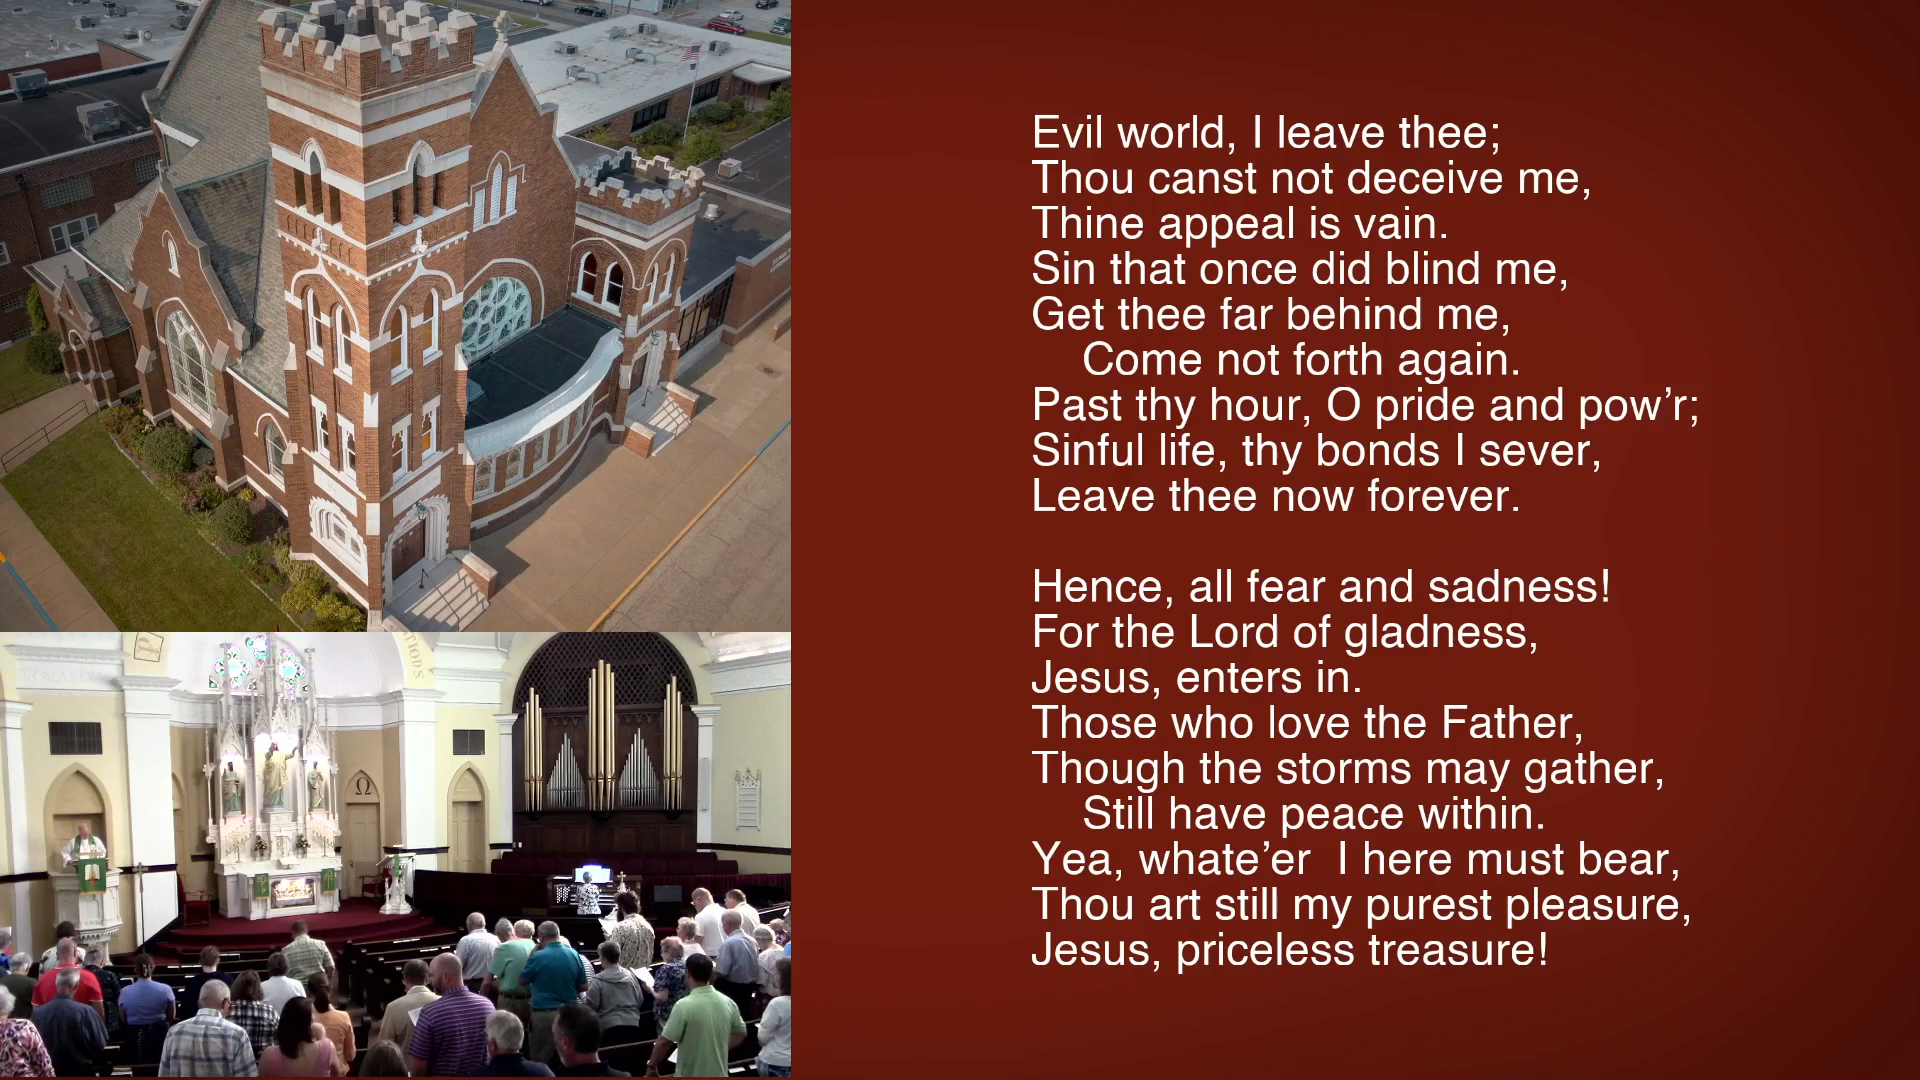 Evil world, I leave thee;
Thou canst not deceive me,
Thine appeal is vain.
Sin that once did blind me,
Get thee far behind me,
Come not forth again.
Past thy hour, O pride and pow’r;
Sinful life, thy bonds I sever,
Leave thee now forever.
Hence, all fear and sadness!
For the Lord of gladness,
Jesus, enters in.
Those who love the Father,
Though the storms may gather,
Still have peace within.
Yea, whate’er  I here must bear,
Thou art still my purest pleasure,
Jesus, priceless treasure!
Ω